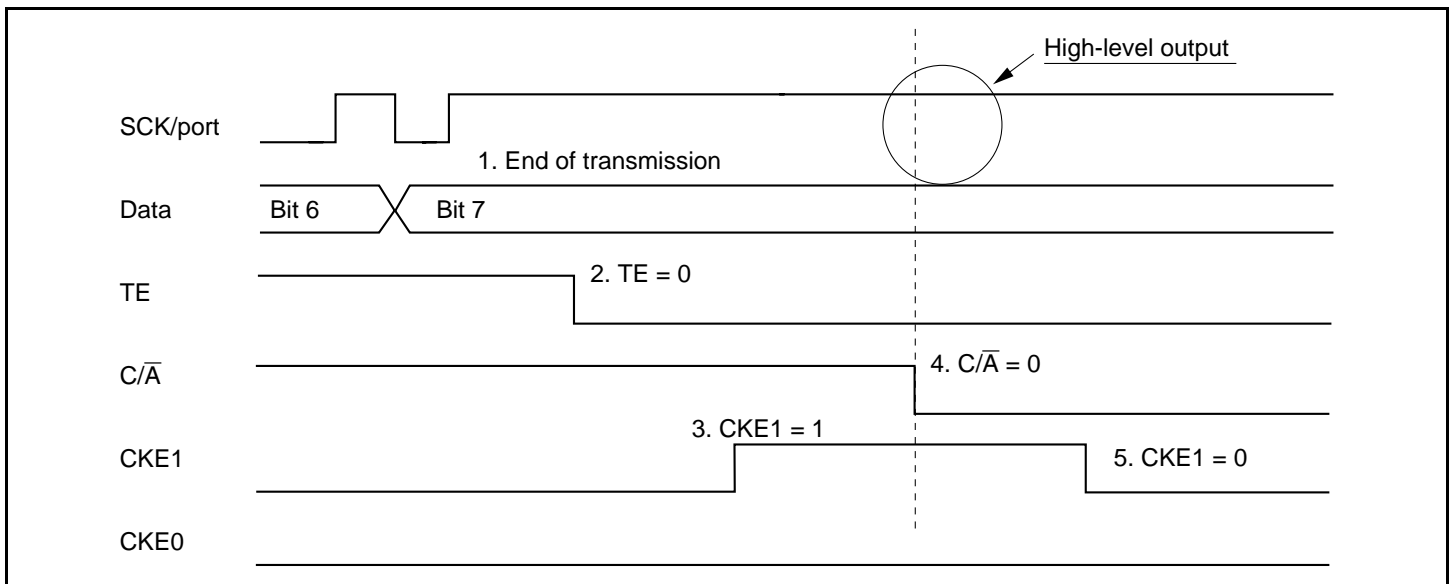 High-level output
SCK/port
1. End of transmission
Data
Bit 6
Bit 7
TE
2. TE = 0
C/A̅
4. C/A̅ = 0
3. CKE1 = 1
CKE1
5. CKE1 = 0
CKE0